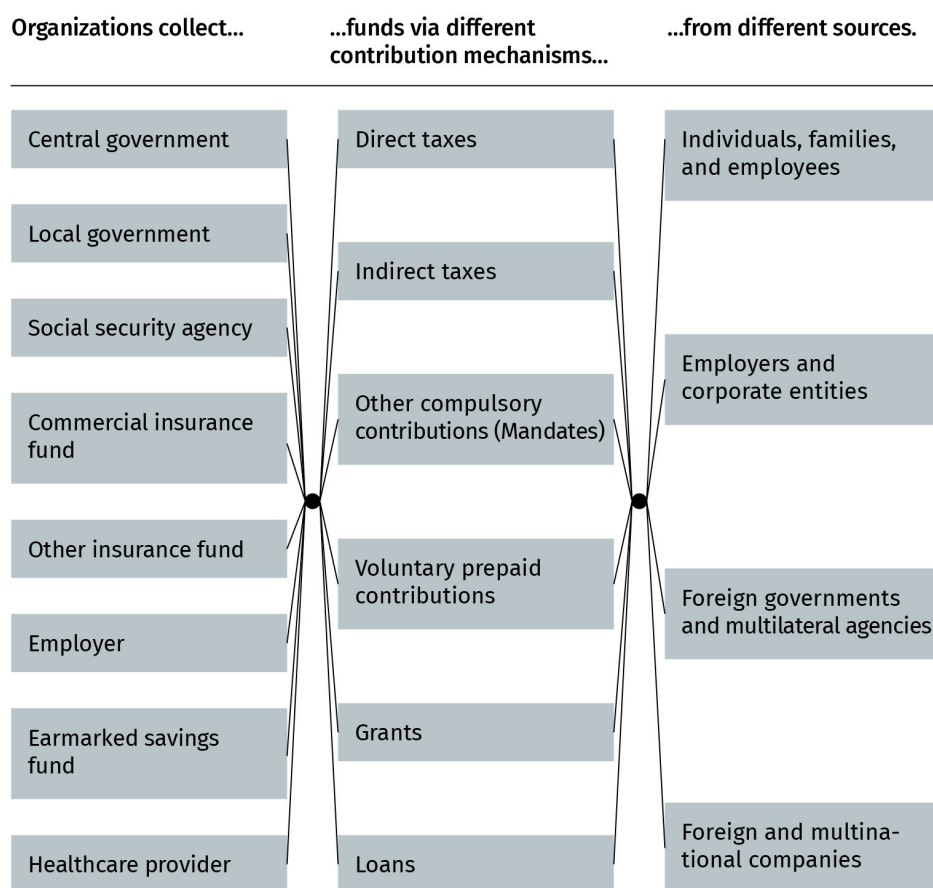 Organizations collect...
...funds via different
contribution mechanisms...
...from different sources.
Central government
Local government
Social security agency
Commercial insurance
fund
Other insurance fund
Employer
Earmarked savings
fund
Healthcare provider
Direct taxes
Indirect taxes
Other compulsory
contributions (Mandates)
Voluntary prepaid
contributions
Grants
Loans
Individuals, families,
and employees
Employers and
corporate entities
Foreign governments
and multilateral agencies
Foreign and multina-
tional companies